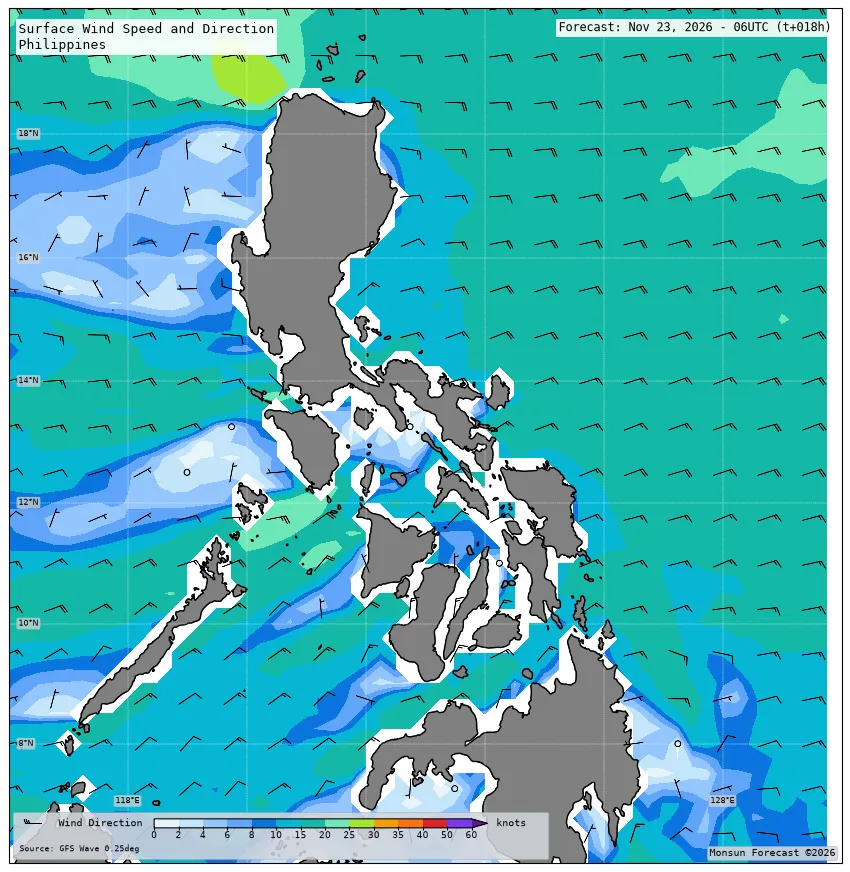 Surface Wind Speed and Direction
Philippines
Forecast: Nov 23, 2026 - 06UTC (t+018h)
18°N
16°N
14°N
12°N
10°N
8°N
118°E
128°E
Wind Direction
0 2 4 6 8 10 15 20 25 30 35 40 50 60
knots
Source: GFS Wave 0.25deg
Monsun Forecast ©2026